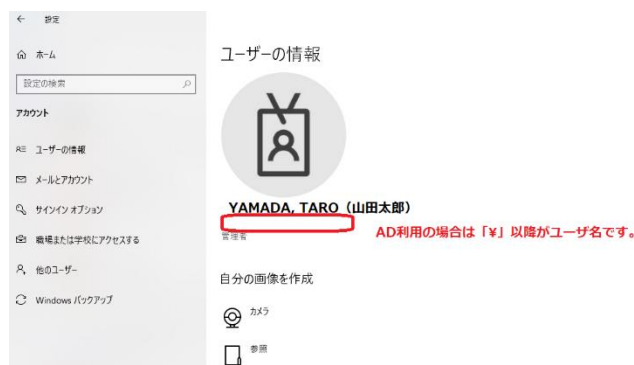 ← 設定
ホーム
設定の検索
アカウント
ユーザーの情報
メールとアカウント
サインイン オプション
職場または学校にアクセスする
他のユーザー
Windows バックアップ
ユーザーの情報
YAMADA, TARO（山田太郎）
管理者
AD利用の場合は「¥」以降がユーザ名です。
自分の画像を作成
カメラ
参照